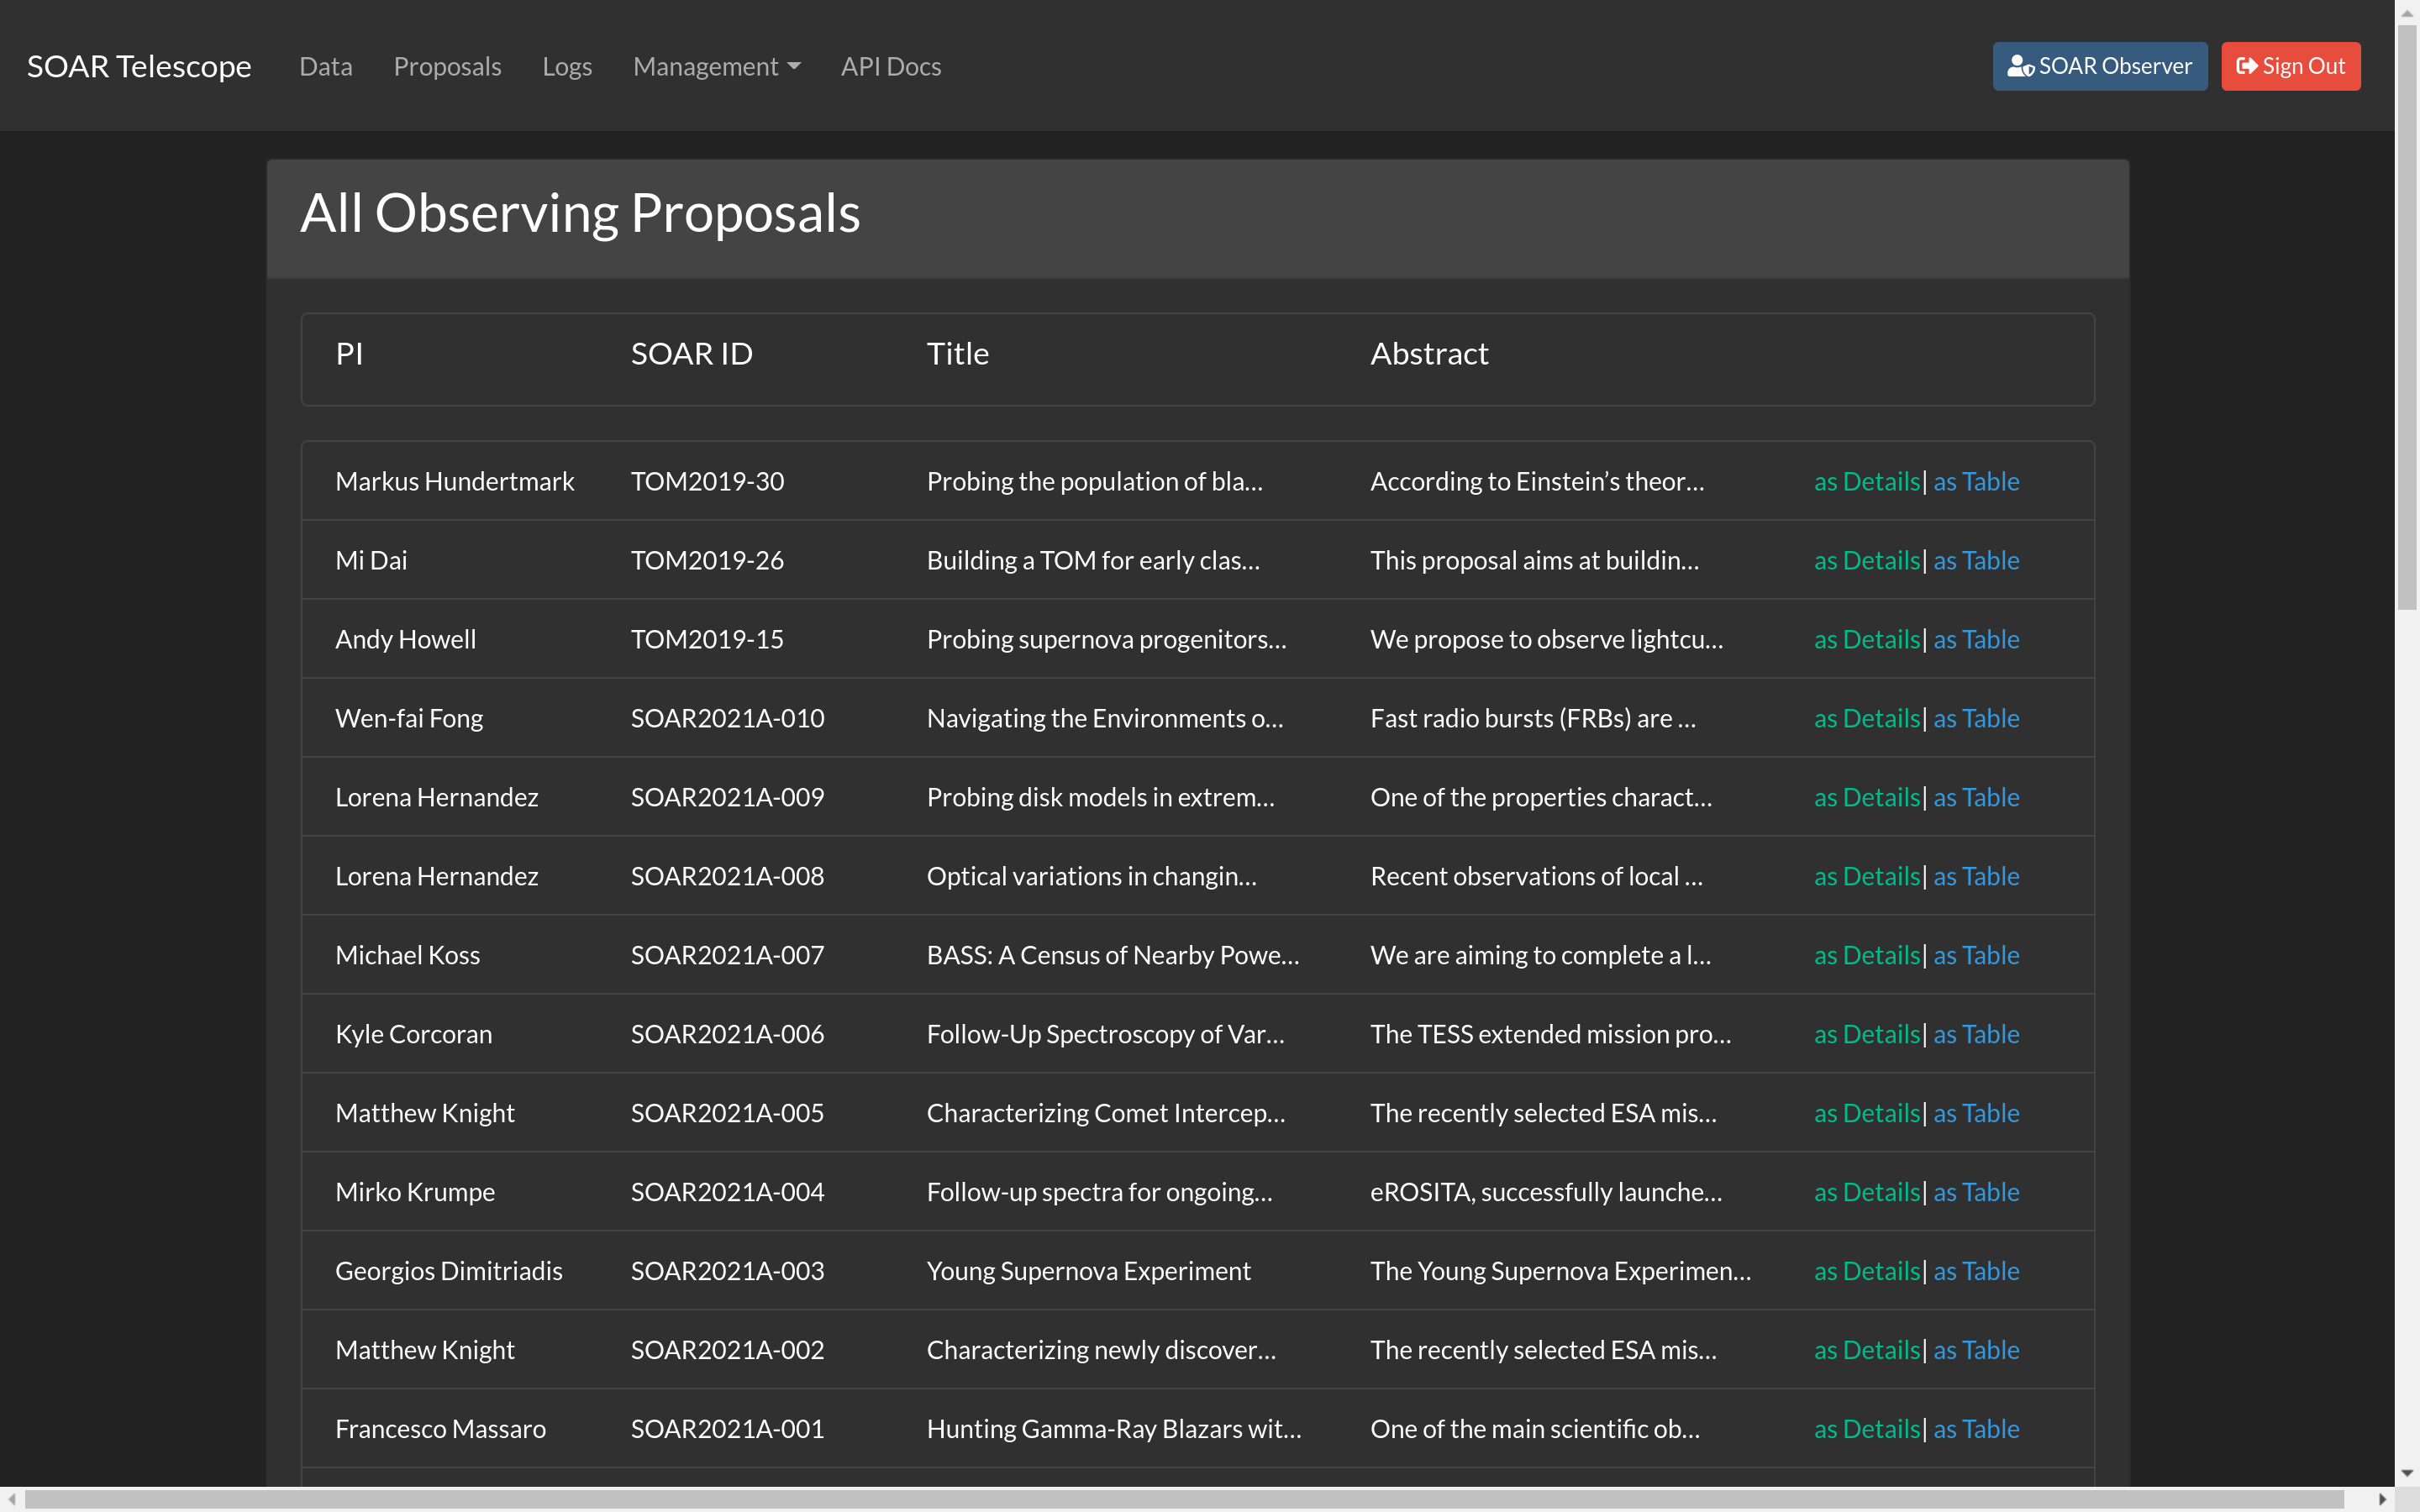 SOAR Telescope Data Proposals Logs Management API Docs SOAR Observer Sign Out
All Observing Proposals
PI SOAR ID Title Abstract
Markus Hundertmark TOM2019-30 Probing the population of bla... According to Einstein’s theor... as Details| as Table
Mi Dai TOM2019-26 Building a TOM for early clas... This proposal aims at buildin... as Details| as Table
Andy Howell TOM2019-15 Probing supernova progenitors... We propose to observe lightcu... as Details| as Table
Wen-fai Fong SOAR2021A-010 Navigating the Environments o... Fast radio bursts (FRBs) are ... as Details| as Table
Lorena Hernandez SOAR2021A-009 Probing disk models in extrem... One of the properties charact... as Details| as Table
Lorena Hernandez SOAR2021A-008 Optical variations in changin... Recent observations of local ... as Details| as Table
Michael Koss SOAR2021A-007 BASS: A Census of Nearby Powe... We are aiming to complete a l... as Details| as Table
Kyle Corcoran SOAR2021A-006 Follow-Up Spectroscopy of Var... The TESS extended mission pro... as Details| as Table
Matthew Knight SOAR2021A-005 Characterizing Comet Intercep... The recently selected ESA mis... as Details| as Table
Mirko Krumpe SOAR2021A-004 Follow-up spectra for ongoing... eROSITA, successfully launche... as Details| as Table
Georgios Dimitriadis SOAR2021A-003 Young Supernova Experiment The Young Supernova Experimen... as Details| as Table
Matthew Knight SOAR2021A-002 Characterizing newly discover... The recently selected ESA mis... as Details| as Table
Francesco Massaro SOAR2021A-001 Hunting Gamma-Ray Blazars wit... One of the main scientific ob... as Details| as Table